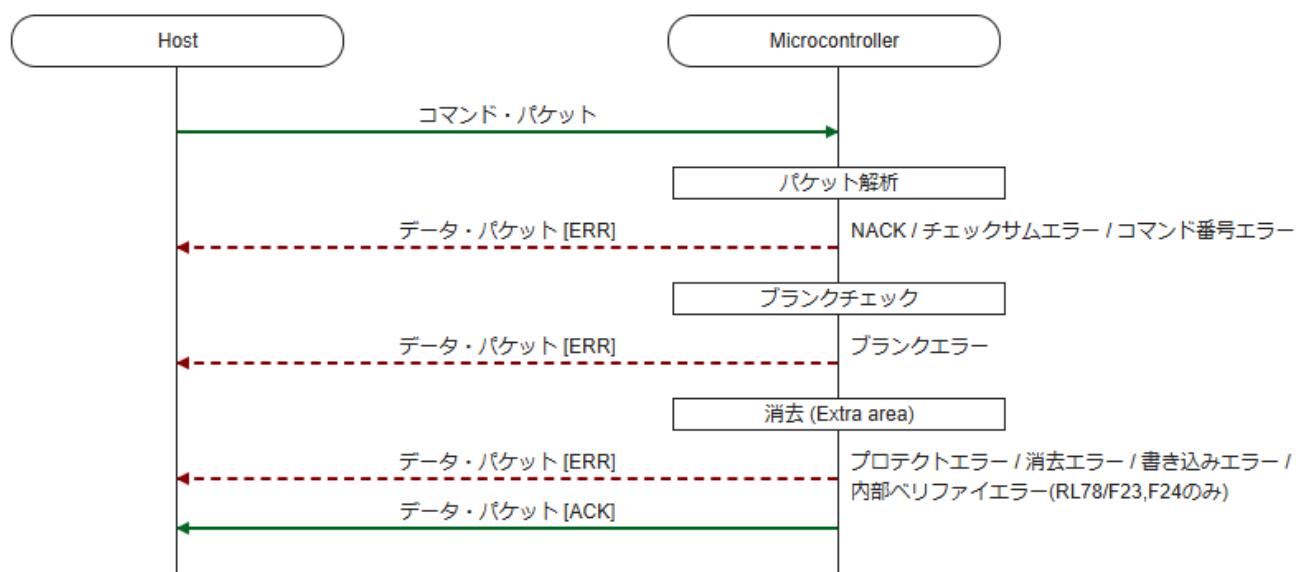 Host
Microcontroller
コマンド・パケット
パケット解析
データ・パケット [ERR]
NACK / チェックサムエラー / コマンド番号エラー
ブランクチェック
データ・パケット [ERR]
ブランクエラー
消去 (Extra area)
データ・パケット [ERR]
プロテクトエラー / 消去エラー / 書き込みエラー /
内部ベリファイエラー(RL78/F23,F24のみ)
データ・パケット [ACK]